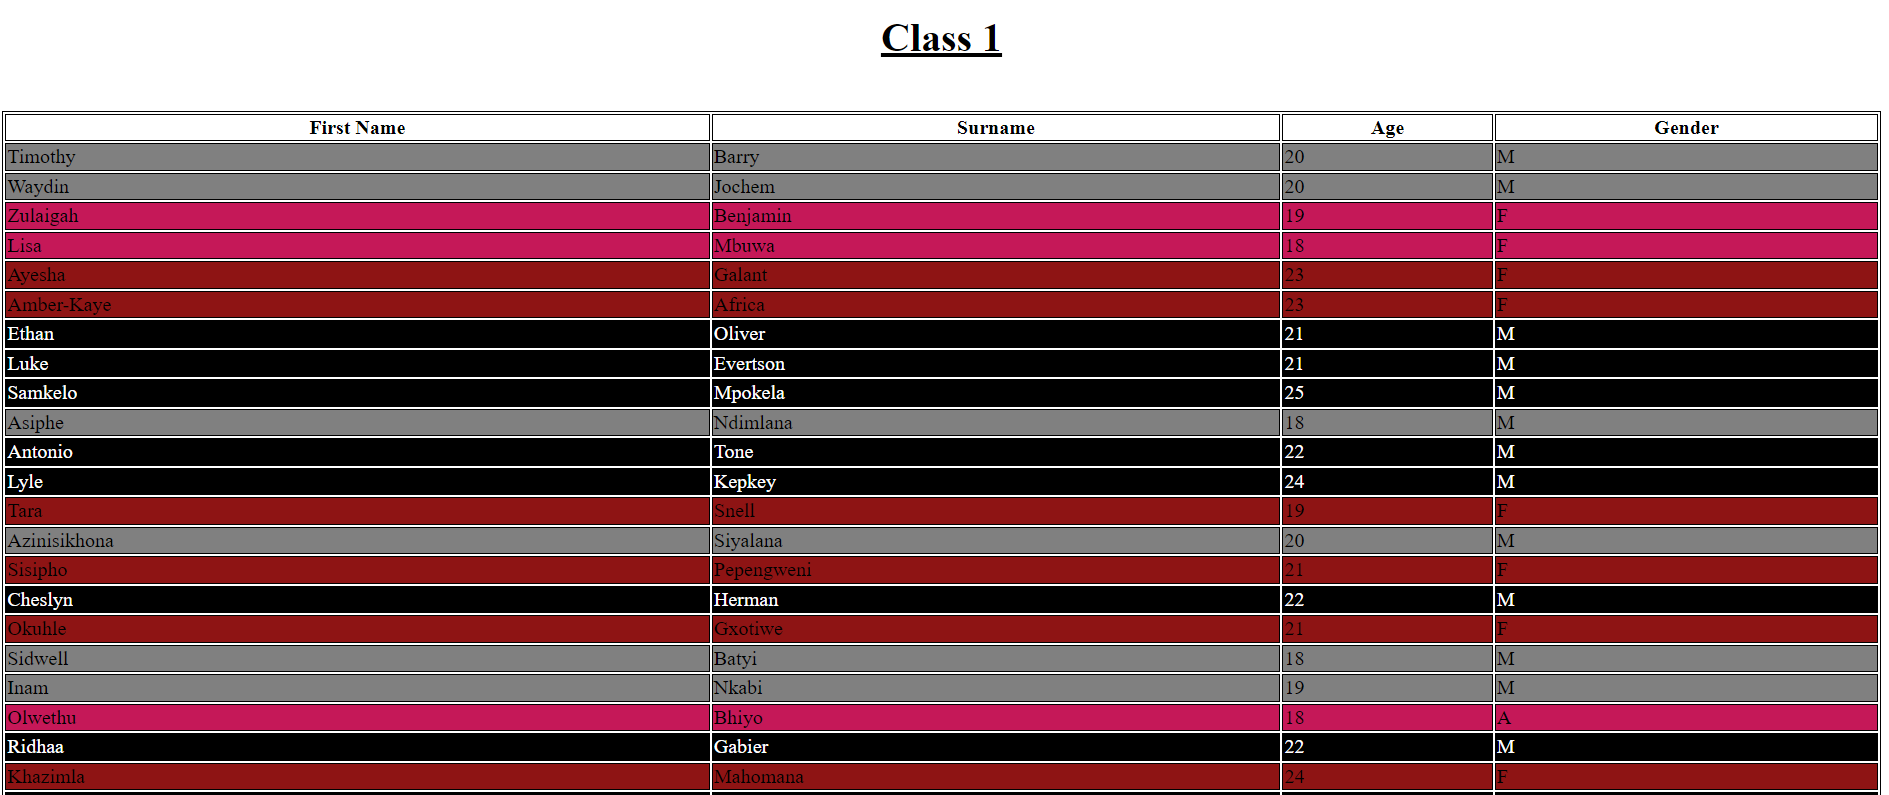 Class 1
First Name Surname Age Gender
Timothy Barry 20 M
Waydin Jochem 20 M
Zulaigah Benjamin 19 F
Lisa Mbuwa 18 F
Ayesha Galant 23 F
Amber-Kaye Africa 23 F
Ethan Oliver 21 M
Luke Evertson 21 M
Samkelo Mpokela 25 M
Asiphe Ndimlana 18 M
Antonio Tone 22 M
Lyle Kepkey 24 M
Tara Snell 19 F
Azinisikhona Siyalana 20 M
Sisipho Pepengweni 21 F
Cheslyn Herman 22 M
Okuhle Gxotiwe 21 F
Sidwell Batyi 18 M
Inam Nkabi 19 M
Olwethu Bhiyo 18 A
Ridhaa Gabier 22 M
Khazimla Mahomana 24 F